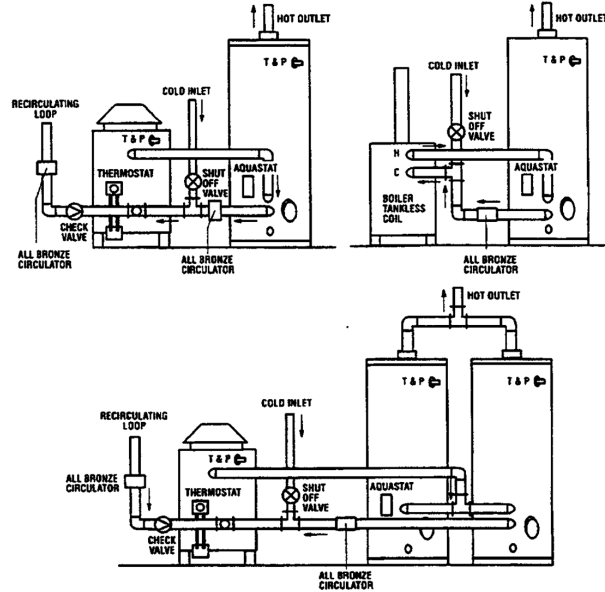 HOT OUTLET
T & P
COLD INLET
RECIRCULATING
LOOP
T & P
THERMOSTAT
SHUT
OFF
VALVE
AQUASTAT
CHECK
VALVE
ALL BRONZE
CIRCULATOR
ALL BRONZE
CIRCULATOR
HOT OUTLET
T & P
COLD INLET
SHUT
OFF
VALVE
H
AQUASTAT
C
BOILER
TANKLESS
COIL
ALL BRONZE
CIRCULATOR
HOT OUTLET
T & P
T & P
COLD INLET
RECIRCULATING
LOOP
T & P
ALL BRONZE
CIRCULATOR
THERMOSTAT
SHUT
OFF
VALVE
AQUASTAT
CHECK
VALVE
ALL BRONZE
CIRCULATOR